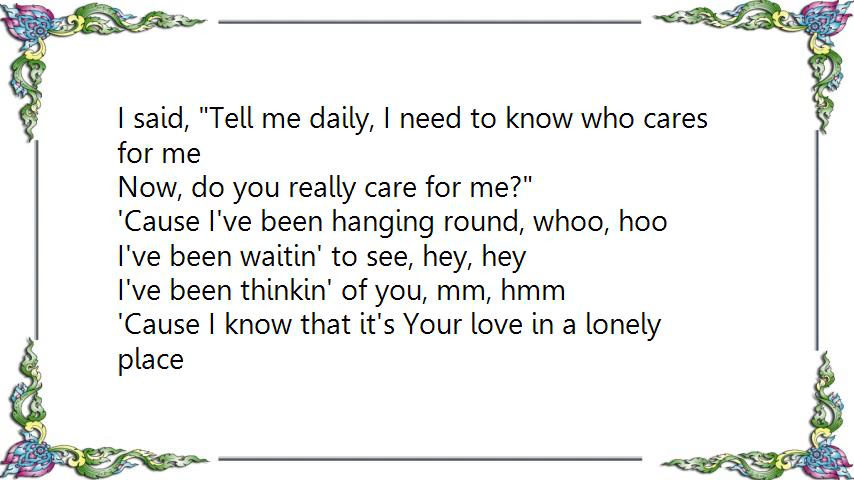 I said, "Tell me daily, I need to know who cares
for me
Now, do you really care for me?"
'Cause I've been hanging round, whoo, hoo
I've been waitin' to see, hey, hey
I've been thinkin' of you, mm, hmm
'Cause I know that it's Your love in a lonely
place